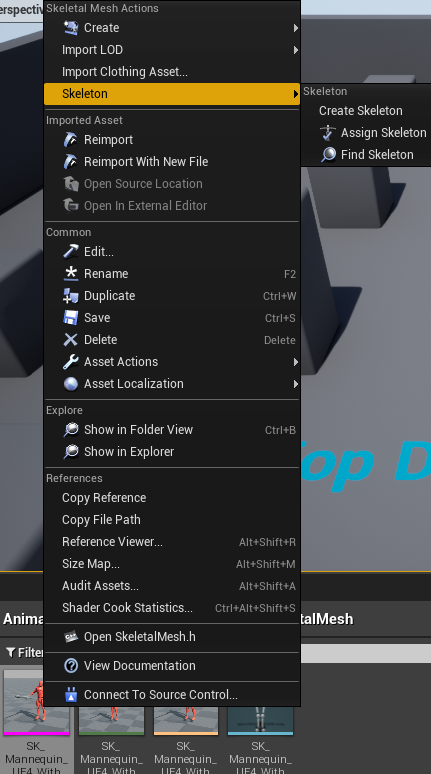 erspectiv
Skeletal Mesh Actions
Create
Import LOD
Import Clothing Asset...
Skeleton
Skeleton
Create Skeleton
Assign Skeleton
Find Skeleton
Imported Asset
Reimport
Reimport With New File
Open Source Location
Open In External Editor
Common
Edit...
Rename F2
Duplicate Ctrl+W
Save Ctrl+S
Delete Delete
Asset Actions
Asset Localization
Explore
Show in Folder View Ctrl+B
Show in Explorer
References
Copy Reference
Copy File Path
Reference Viewer... Alt+Shift+R
Size Map... Alt+Shift+M
Audit Assets... Alt+Shift+A
Shader Cook Statistics... Ctrl+Alt+Shift+S
Open SkeletalMesh.h
View Documentation
Connect To Source Control...
op D
Anima
talMesh
Filter
SK_
Mannequin_
UE4_With
SK_
Mannequin_
UE4_With
SK_
Mannequin_
UE4_With
SK_
Mannequin_
UE4_With